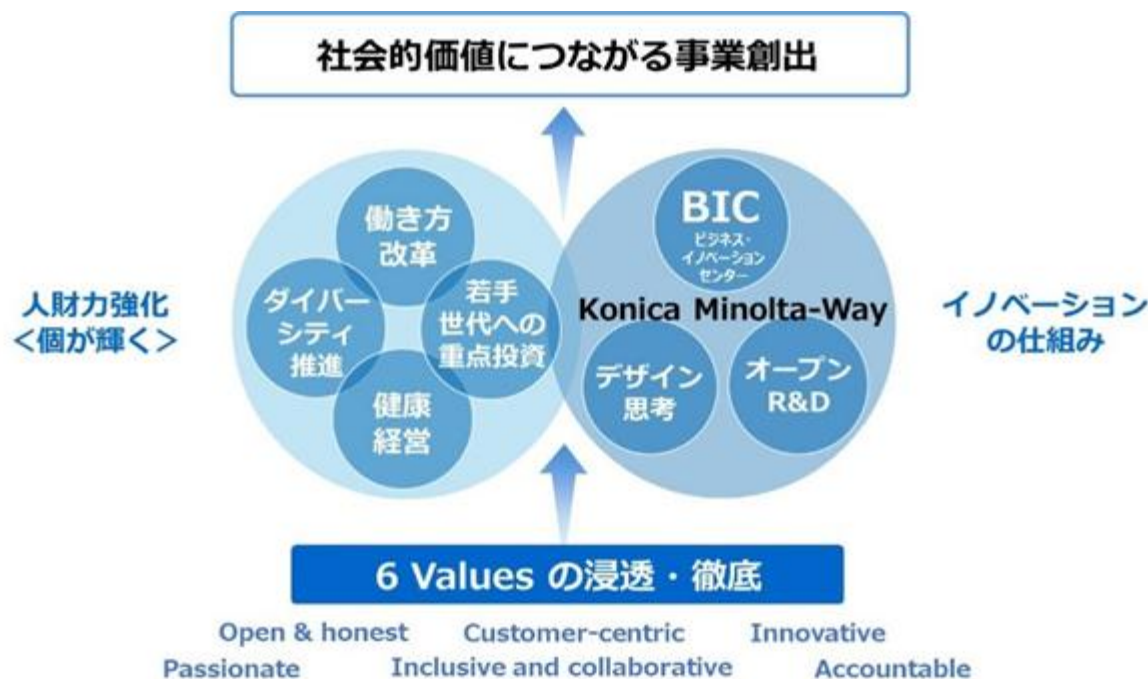 社会的価値につながる事業創出
働き方
改革
ダイバー
シティ
推進
若手
世代への
重点投資
健康
経営
人財力強化
<個が輝く>
BIC
ビジネス・
イノベーション
センター
Konica Minolta-Way
デザイン
思考
オープン
R&D
イノベーション
の仕組み
6 Values の浸透・徹底
Open & honest Customer-centric Innovative
Passionate Inclusive and collaborative Accountable